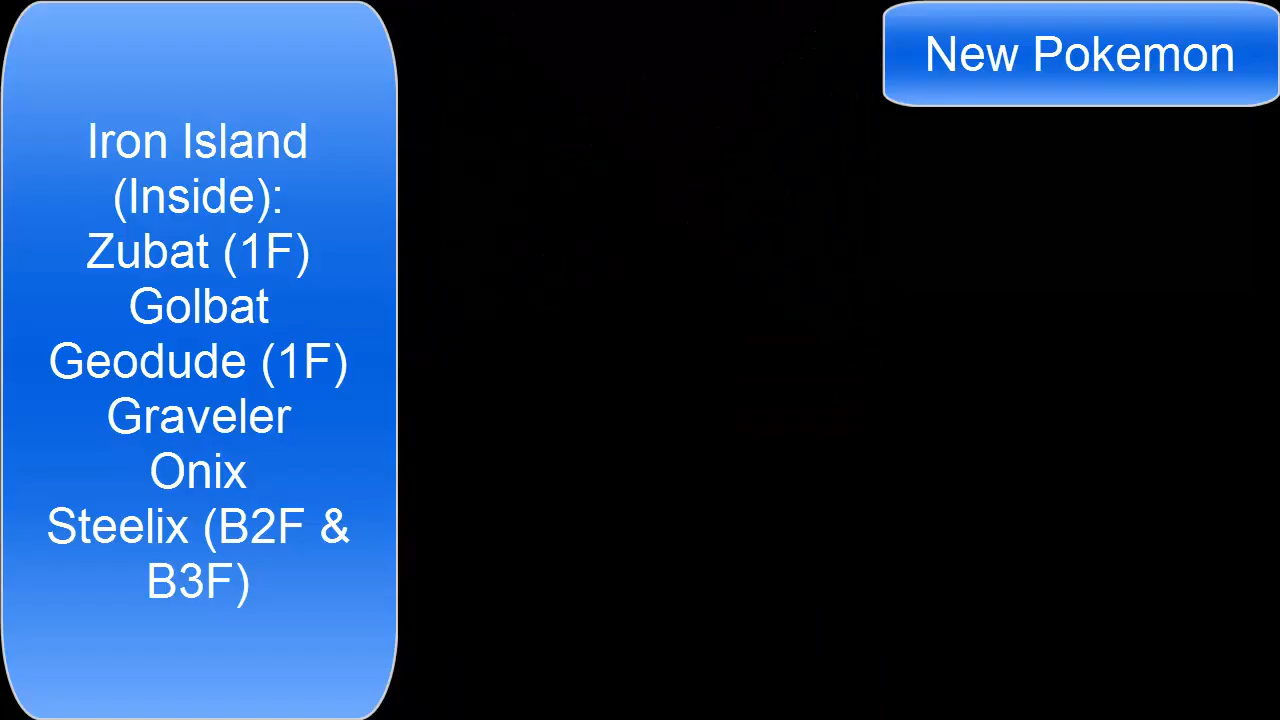 Iron Island
(Inside):
Zubat (1F)
Golbat
Geodude (1F)
Graveler
Onix
Steelix (B2F &
B3F)
New Pokemon